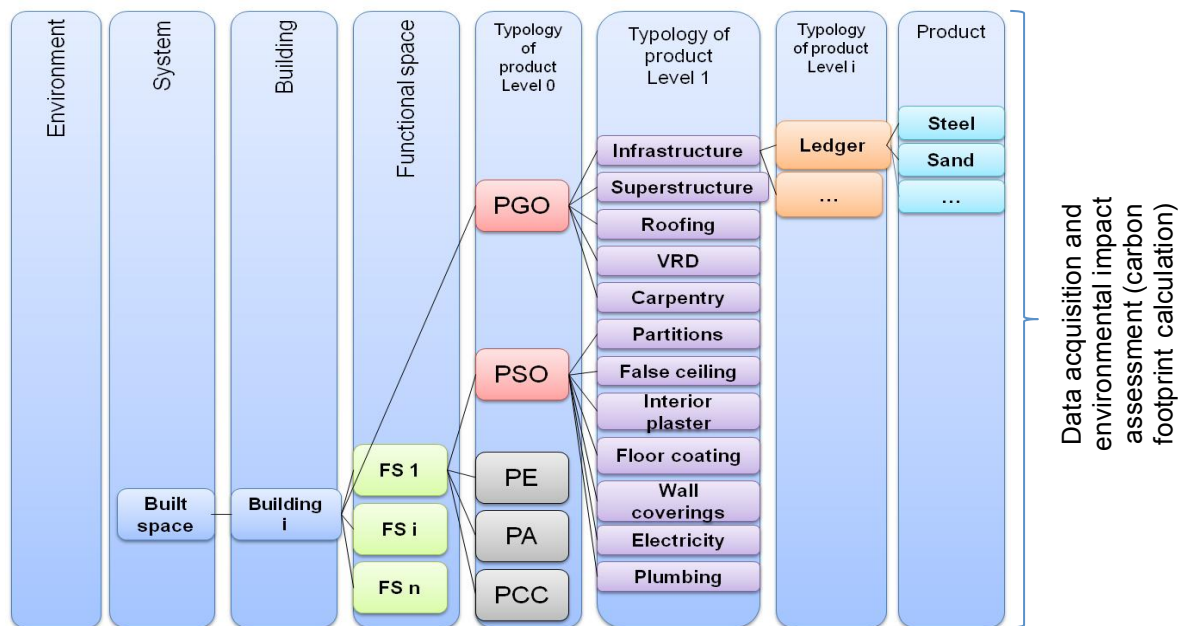 Environment
System
Building
Functional space
Typology
of
product
Level 0
Typology of
product
Level 1
Typology
of product
Level i
Product
Built
space
Building
i
FS 1
FS i
FS n
PGO
PSO
PE
PA
PCC
Infrastructure
Superstructure
Roofing
VRD
Carpentry
Partitions
False ceiling
Interior
plaster
Floor coating
Wall
coverings
Electricity
Plumbing
Ledger
...
Steel
Sand
...
Data acquisition and
environmental impact
assessment (carbon
footprint calculation)